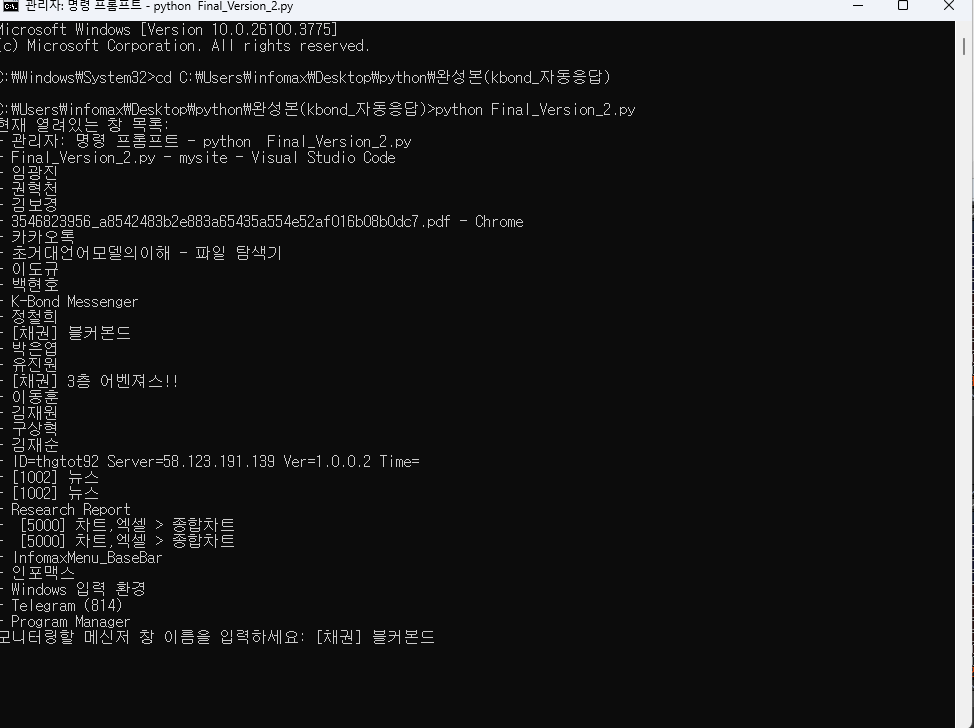 관리자: 명령 프롬프트 - python  Final_Version_2.py
Microsoft Windows [Version 10.0.26100.3775]
(c) Microsoft Corporation. All rights reserved.
C:₩Windows₩System32>cd C:₩Users₩infomax₩Desktop₩python₩완성본(kbond_자동응답)
C:₩Users₩infomax₩Desktop₩python₩완성본(kbond_자동응답)>python Final_Version_2.py
현재 열려있는 창 목록:
- 관리자: 명령 프롬프트 - python  Final_Version_2.py
- Final_Version_2.py - mysite - Visual Studio Code
- 임광진
- 권혁천
- 김보경
- 3546823956_a8542483b2e883a65435a554e52af016b08b0dc7.pdf - Chrome
- 카카오톡
- 초거대언어모델의이해 - 파일 탐색기
- 이도규
- 백현호
- K-Bond Messenger
- 정철희
- [채권] 블커본드
- 박은엽
- 유진원
- [채권] 3층 어벤져스!!
- 이동훈
- 김재원
- 구상혁
- 김재순
- ID=thgtot92 Server=58.123.191.139 Ver=1.0.0.2 Time=
- [1002] 뉴스
- [1002] 뉴스
- Research Report
-  [5000] 차트,엑셀 > 종합차트
-  [5000] 차트,엑셀 > 종합차트
- InfomaxMenu_BaseBar
- 인포맥스
- Windows 입력 환경
- Telegram (814)
- Program Manager
모니터링할 메신저 창 이름을 입력하세요: [채권] 블커본드